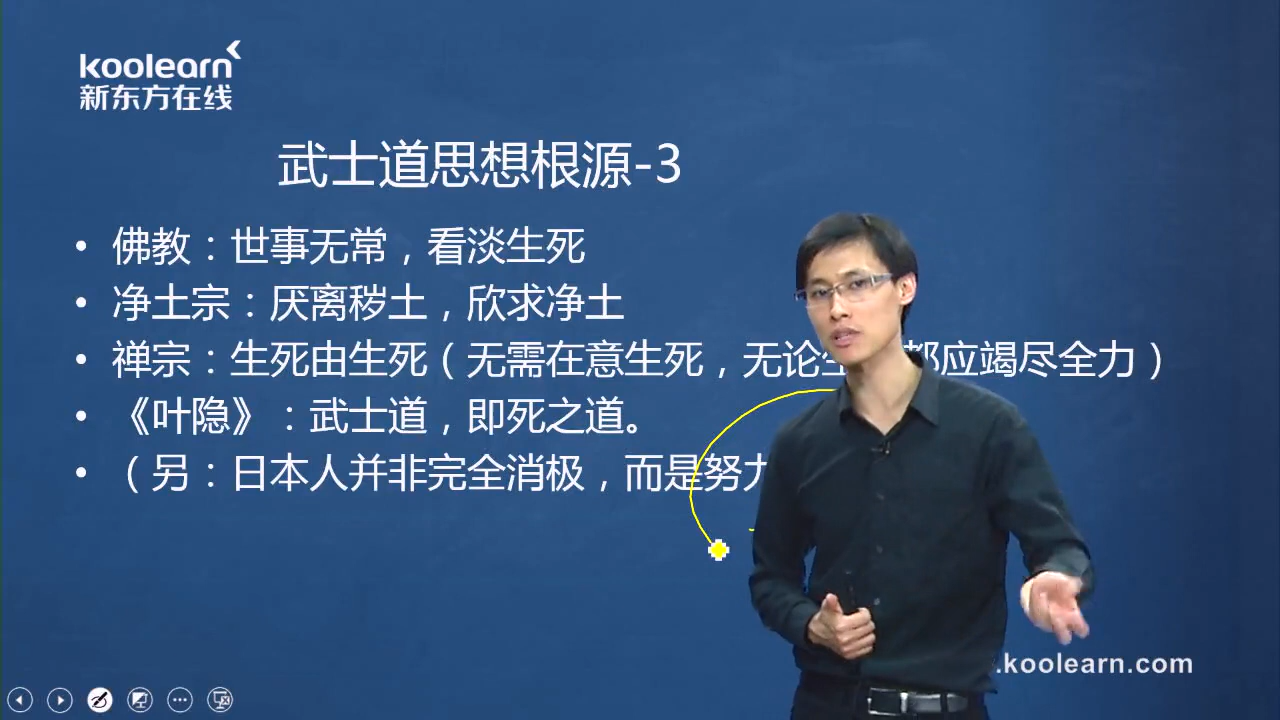 koolearn
新东方在线
武士道思想根源-3
• 佛教：世事无常，看淡生死
• 净土宗：厌离秽土，欣求净土
• 禅宗：生死由生死（无需在意生死，无论 都应竭尽全力）
• 《叶隐》：武士道，即死之道。
• （另：日本人并非完全消极，而是努
.koolearn.com